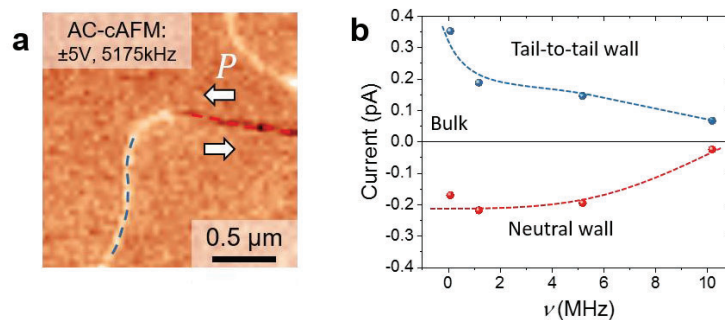 a
AC-cAFM:
±5V, 5175kHz
P
0.5 µm
b
Current (pA)
0.4
0.3
0.2
0.1
0.0
-0.1
-0.2
-0.3
-0.4
Tail-to-tail wall
Bulk
Neutral wall
0 2 4 6 8 10
ν (MHz)